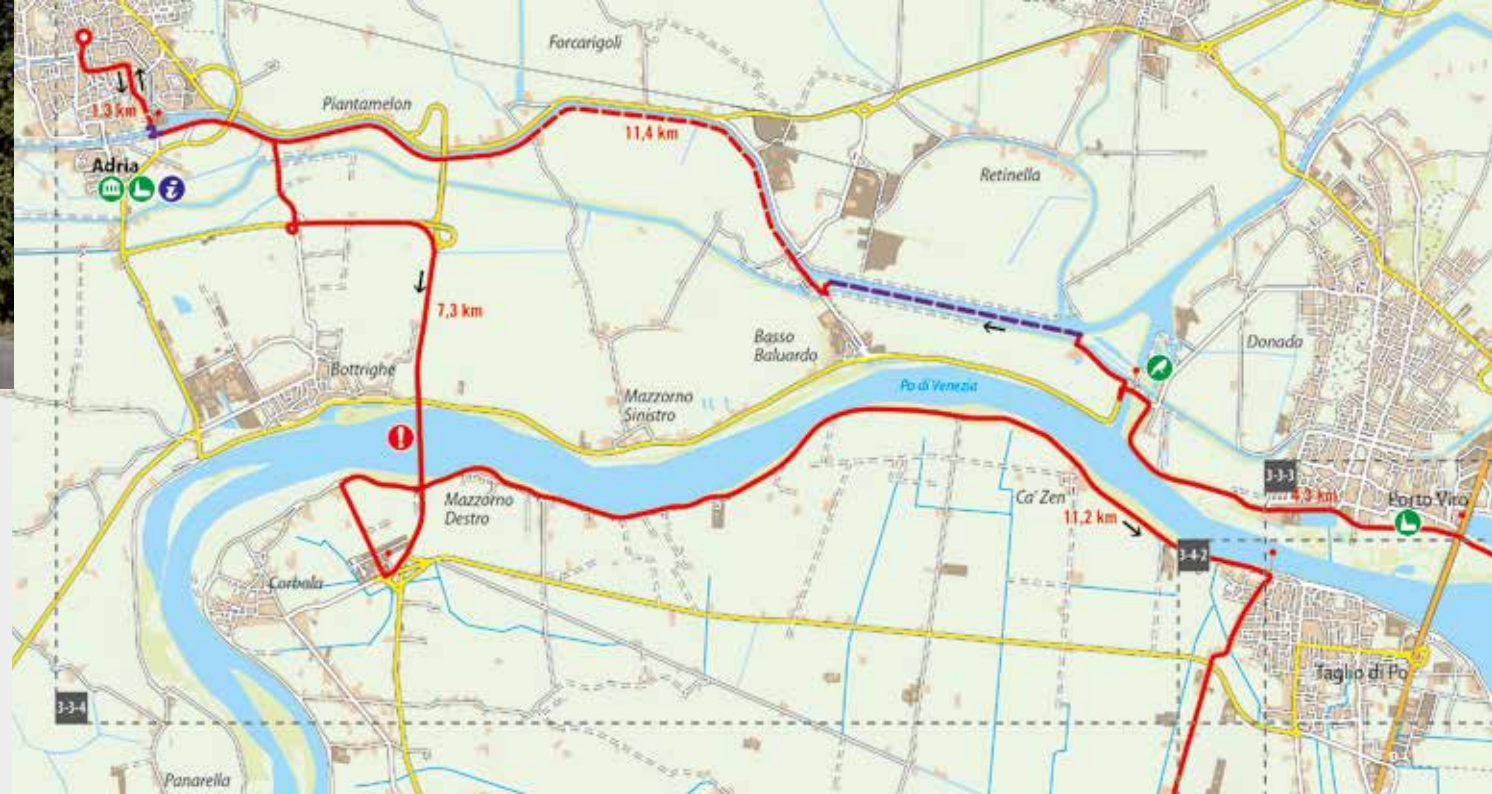 Forcarigoli
Piantamelon
1,3 km
11,4 km
Adria
i
Retinella
7,3 km
Basso
Baluardo
Donada
Bottrighe
Po di Venezia
Mazzorno
Sinistro
!
3-3-3
Mazzorno
Destro
Ca' Zen
4,3 km
Porto Viro
11,2 km
3-4-2
Corbola
Taglio di Po
3-3-4
Panarella